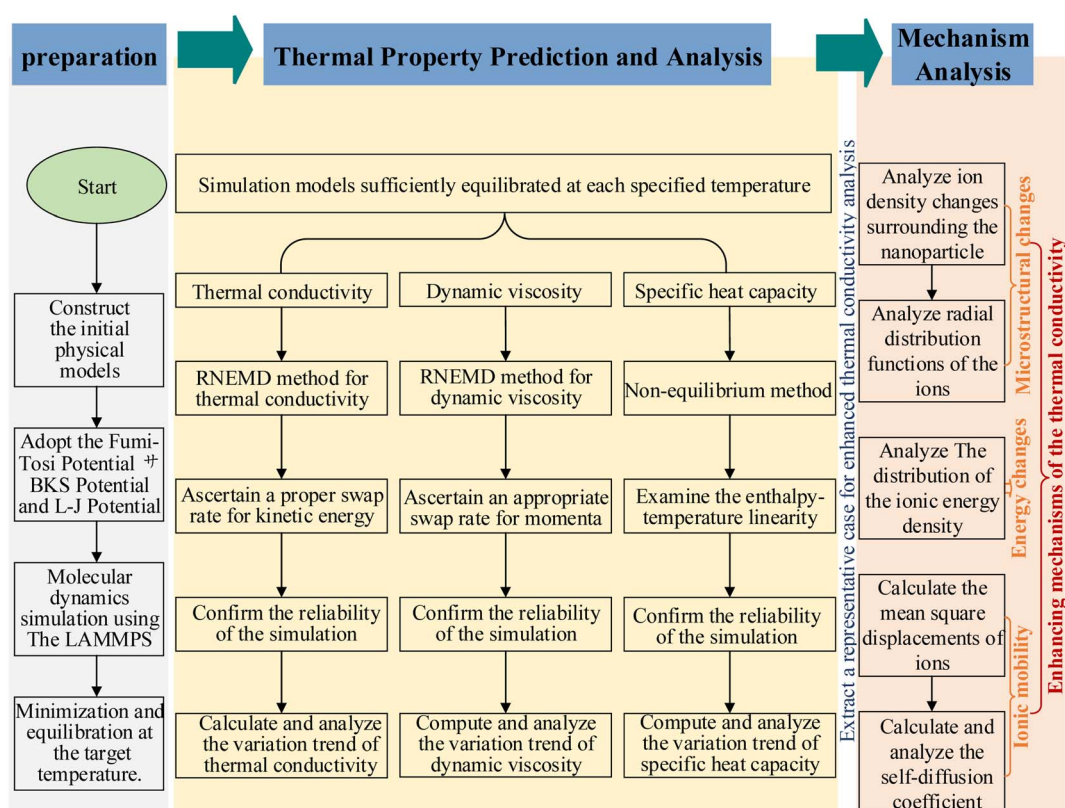 preparation
Thermal Property Prediction and Analysis
Mechanism
Analysis
Start
Construct
the initial
physical
models
Adopt the Fumi-
Tosi Potential
BKS Potential
and L-J Potential
Molecular
dynamics
simulation using
The LAMMPS
Minimization and
equilibration at
the target
temperature.
Simulation models sufficiently equilibrated at each specified temperature
Thermal conductivity
RNEMD method for
thermal conductivity
Ascertain a proper swap
rate for kinetic energy
Confirm the reliability
of the simulation
Calculate and analyze
the variation trend of
thermal conductivity
Dynamic viscosity
RNEMD method for
dynamic viscosity
Ascertain an appropriate
swap rate for momenta
Confirm the reliability
of the simulation
Compute and analyze
the variation trend of
dynamic viscosity
Specific heat capacity
Non-equilibrium method
Examine the enthalpy-
temperature linearity
Confirm the reliability
of the simulation
Compute and analyze
the variation trend of
specific heat capacity
Extract a representative case for enhanced thermal conductivity analysis
Analyze ion
density changes
surrounding the
nanoparticle
Analyze radial
distribution
functions of the
ions
Analyze The
distribution of
the ionic energy
density
Calculate the
mean square
displacements of
ions
Calculate and
analyze the
self-diffusion
coefficient
Microstructural changes
Energy changes
Ionic mobility
Enhancing mechanisms of the thermal conductivity